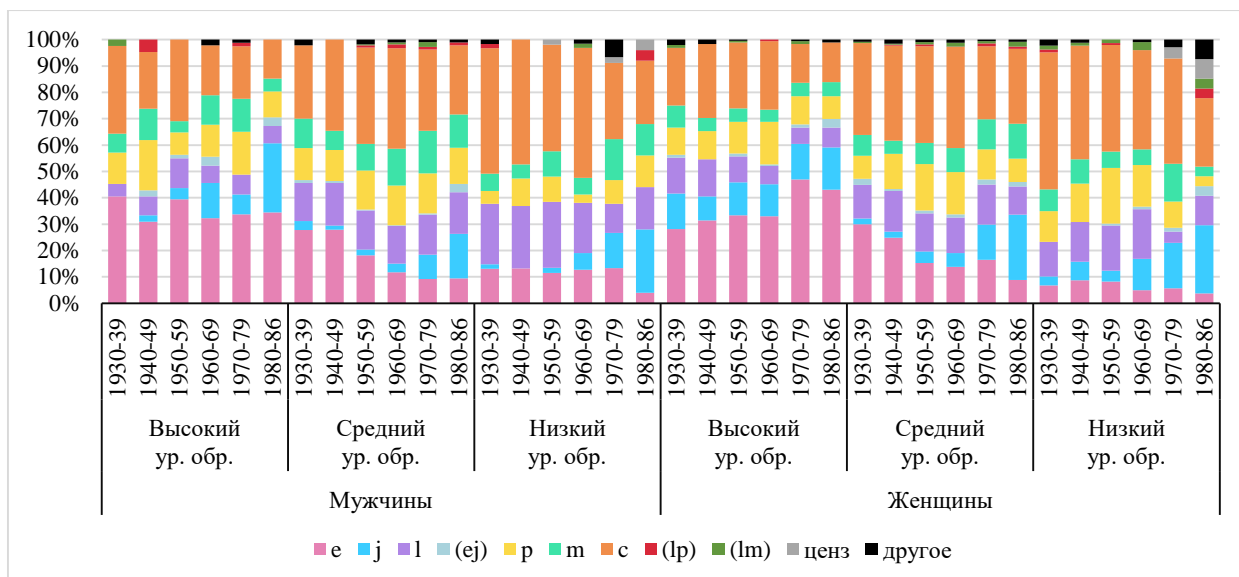 100%
90%
80%
70%
60%
50%
40%
30%
20%
10%
0%
1930-39 1940-49 1950-59 1960-69 1970-79 1980-86 1930-39 1940-49 1950-59 1960-69 1970-79 1980-86 1930-39 1940-49 1950-59 1960-69 1970-79 1980-86 1930-39 1940-49 1950-59 1960-69 1970-79 1980-86 1930-39 1940-49 1950-59 1960-69 1970-79 1980-86 1930-39 1940-49 1950-59 1960-69 1970-79 1980-86
Высокий Средний Низкий Высокий Средний Низкий
ур. обр. ур. обр. ур. обр. ур. обр. ур. обр. ур. обр.
Мужчины Женщины
e j l (ej) p m c (lp) (lm) ценз другое